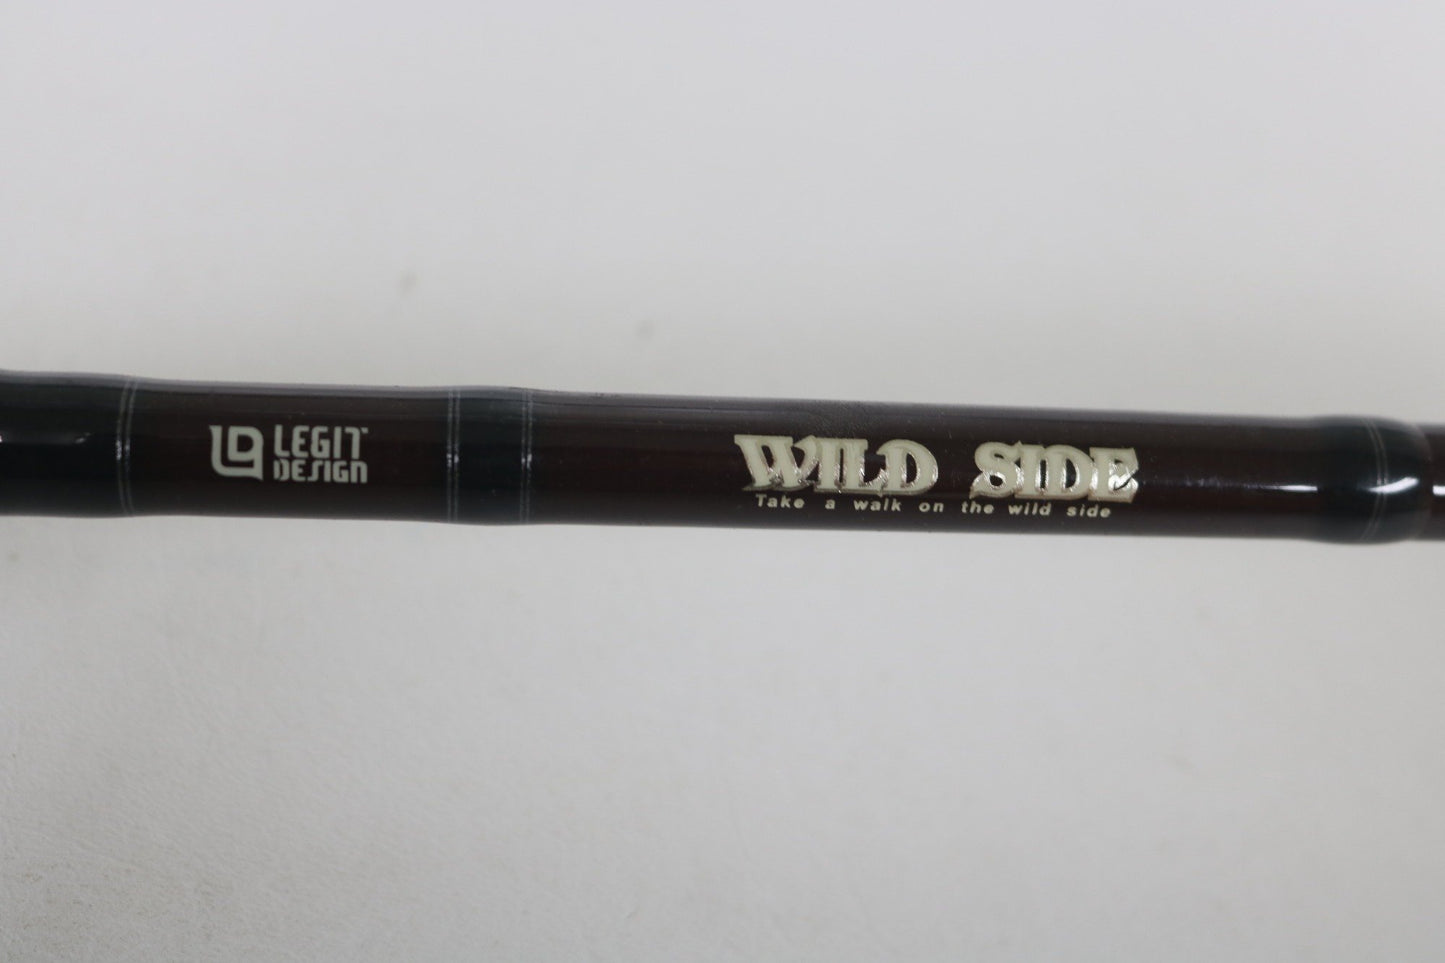 LEGIT
DESIGN
WILD SIDE
Take a walk on the wild side